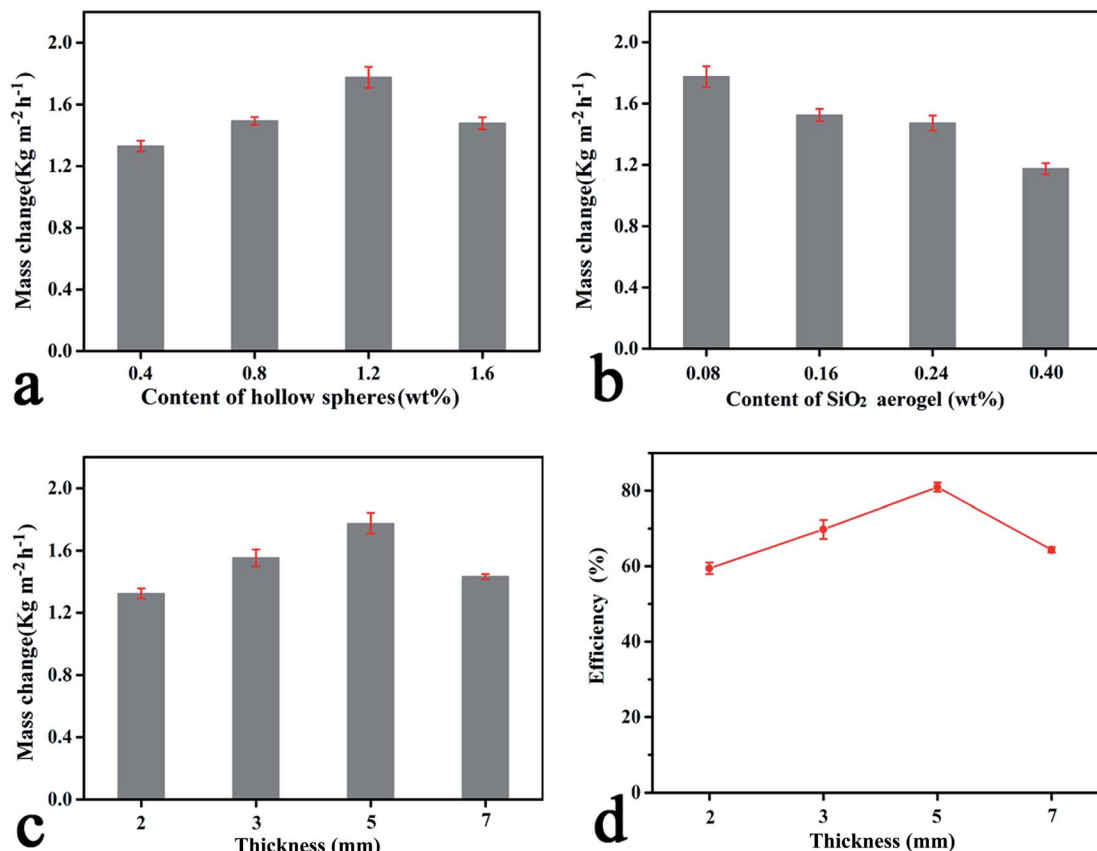 2.0
1.6
1.2
0.8
0.4
0.0
Mass change(Kg m-2h-1)
0.4 0.8 1.2 1.6
Content of hollow spheres(wt%)
a
2.0
1.6
1.2
0.8
0.4
0.0
Mass change(Kg m-2h-1)
0.08 0.16 0.24 0.40
Content of SiO2 aerogel (wt%)
b
2.0
1.6
1.2
0.8
0.4
0.0
Mass change(Kg m-2h-1)
2 3 5 7
Thickness (mm)
c
80
60
40
20
0
Efficiency (%)
2 3 5 7
Thickness (mm)
d